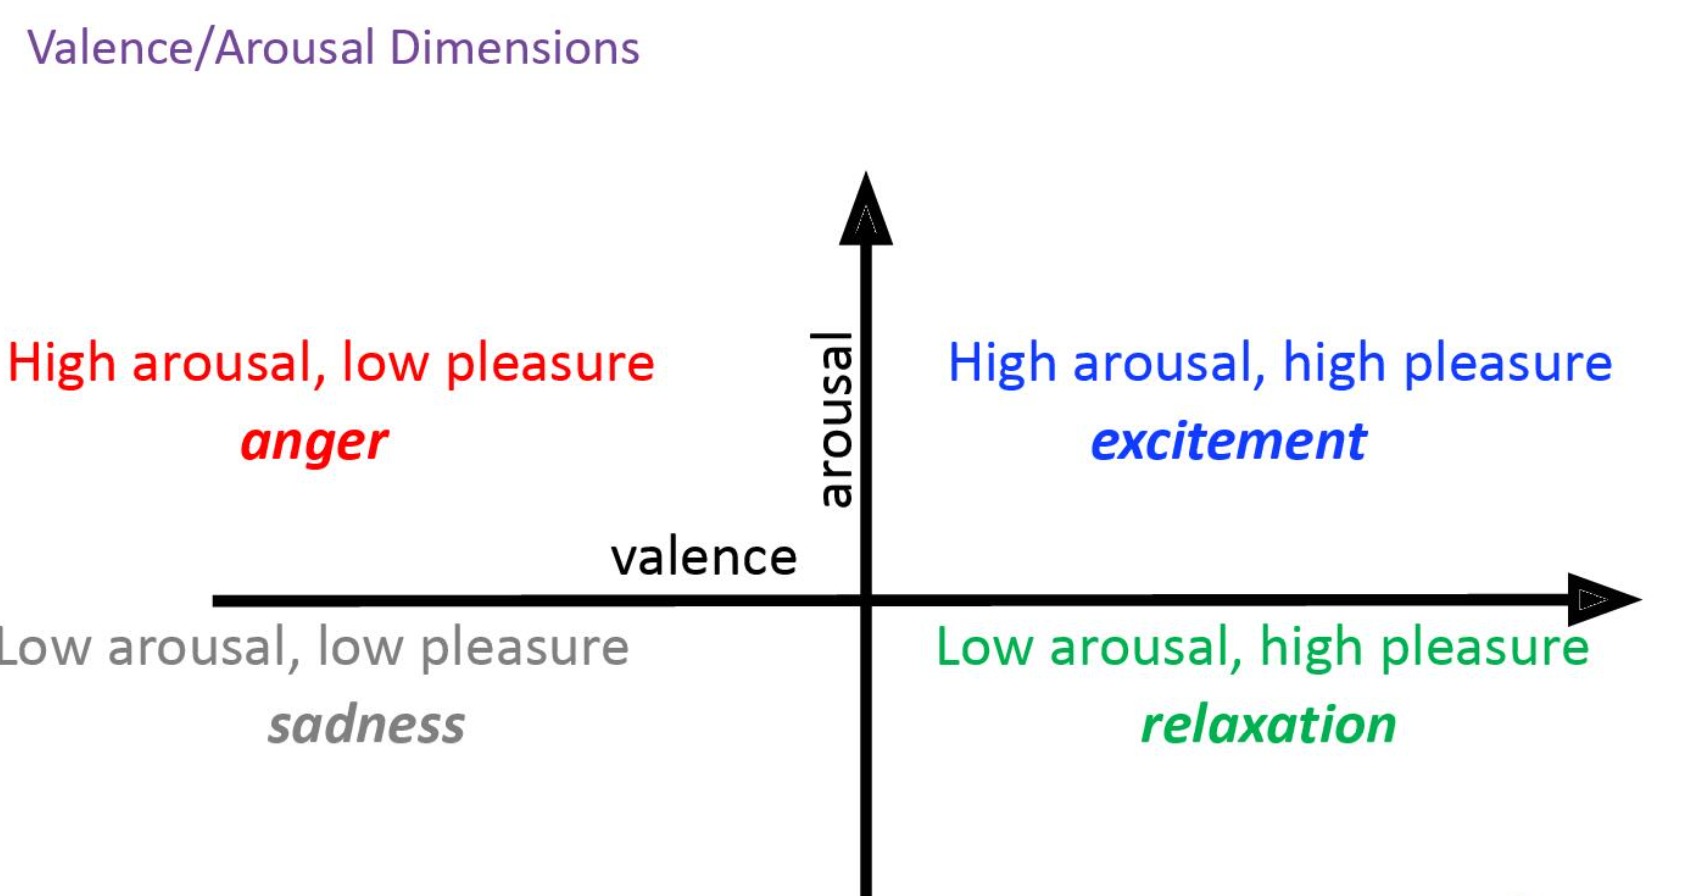 Valence/Arousal Dimensions
High arousal, low pleasure
anger
arousal
High arousal, high pleasure
excitement
valence
Low arousal, low pleasure
sadness
Low arousal, high pleasure
relaxation